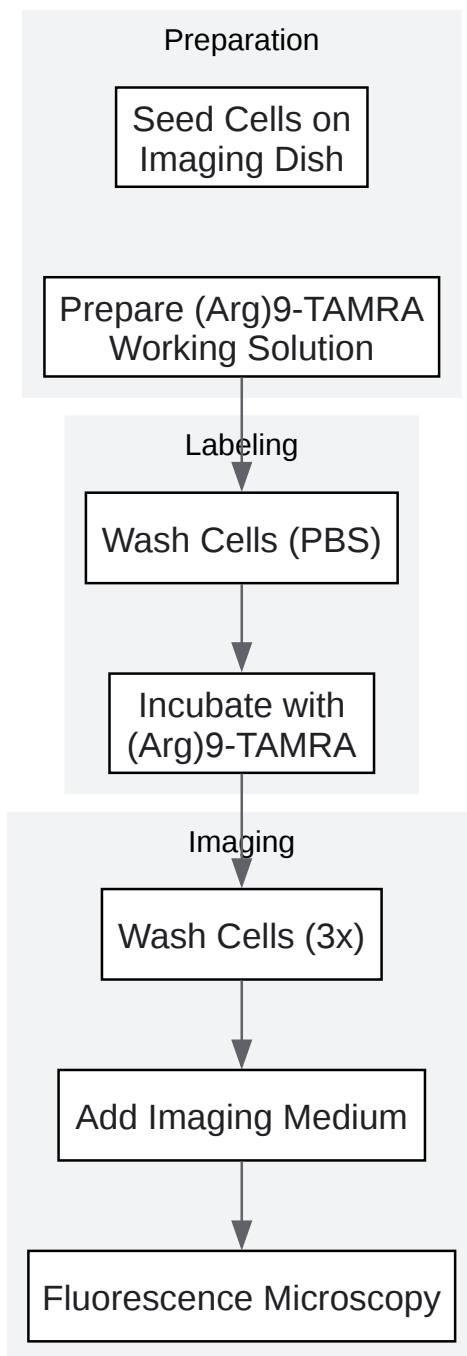 Preparation
Seed Cells on
Imaging Dish
Prepare (Arg)9-TAMRA
Working Solution
Labeling
Wash Cells (PBS)
Incubate with
(Arg)9-TAMRA
Imaging
Wash Cells (3x)
Add Imaging Medium
Fluorescence Microscopy